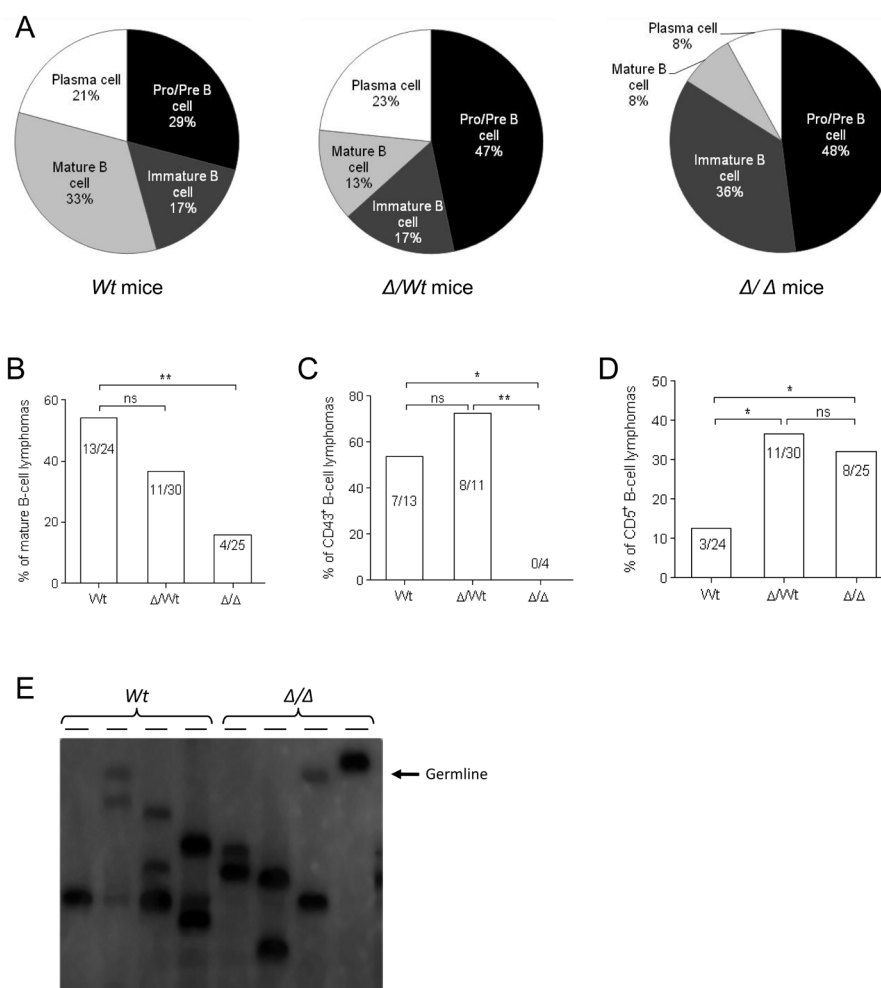 A
Plasma cell
21%
Pro/Pre B
cell
29%
Mature B
cell
33%
Immature B
cell
17%
Wt mice
Plasma cell
23%
Pro/Pre B
cell
47%
Mature B
cell
13%
Immature B
cell
17%
Δ/Wt mice
Plasma cell
8%
Mature B
cell
8%
Pro/Pre B
cell
48%
Immature B
cell
36%
Δ/ Δ mice
B
% of mature B-cell lymphomas
60
40
20
0
**
ns
13/24
11/30
4/25
Wt
Δ/Wt
Δ/Δ
C
% of CD43+ B-cell lymphomas
80
60
40
20
0
*
ns
**
7/13
8/11
0/4
Wt
Δ/Wt
Δ/Δ
D
% of CD5+ B-cell lymphomas
50
40
30
20
10
0
*
*
ns
3/24
11/30
8/25
Wt
Δ/Wt
Δ/Δ
E
Wt
Δ/Δ
Germline